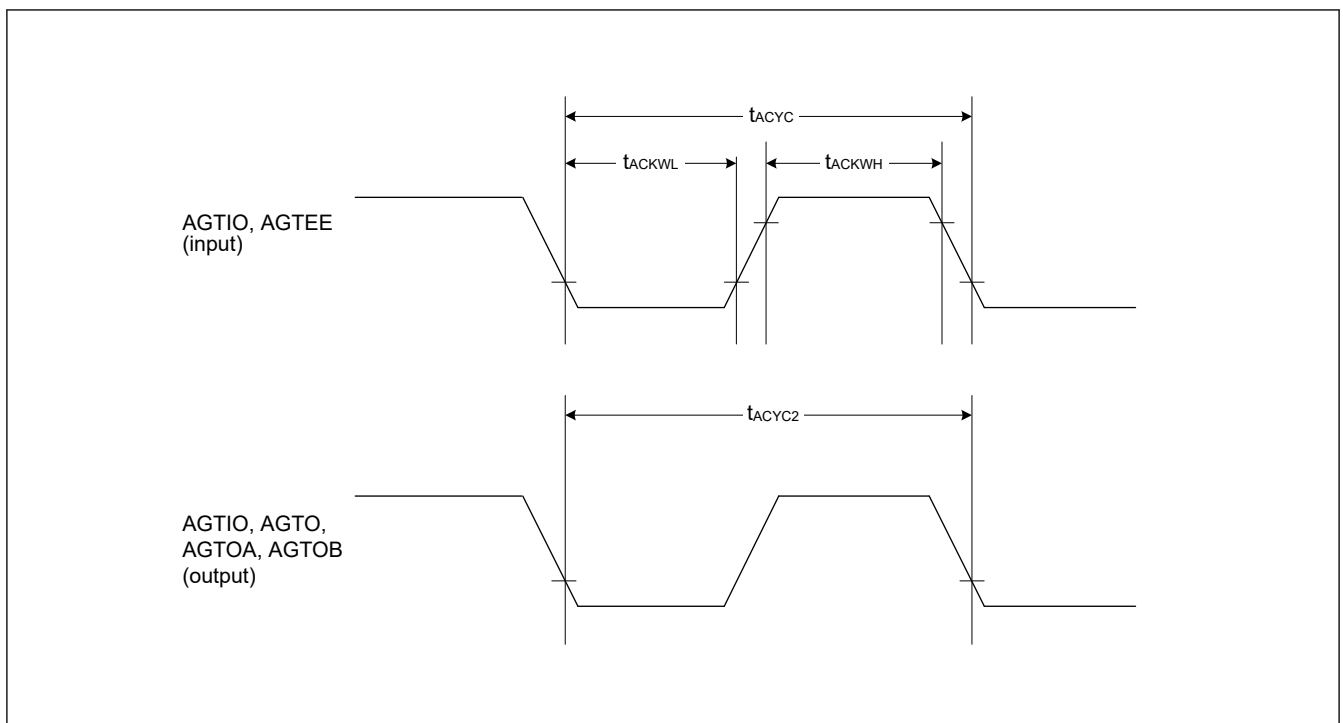 tACYC
tACKWL
tACKWH
AGTIO, AGTEE
(input)
tACYC2
AGTIO, AGTO,
AGTOA, AGTOB
(output)